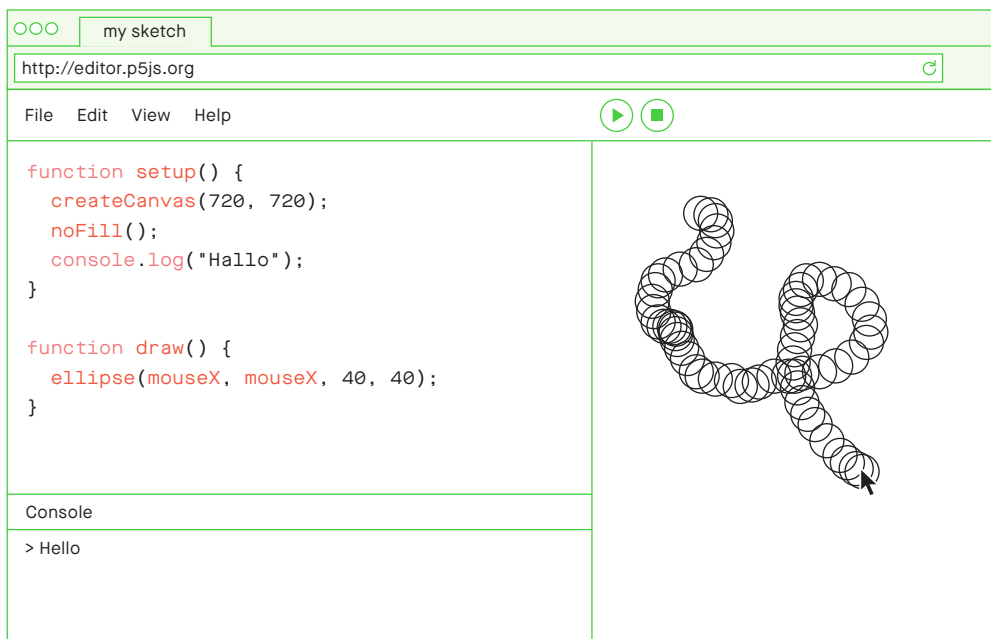 my sketch
http://editor.p5js.org
File Edit View Help
function setup() {
createCanvas(720, 720);
noFill();
console.log("Hallo");
}
function draw() {
ellipse(mouseX, mouseX, 40, 40);
}
Console
> Hello